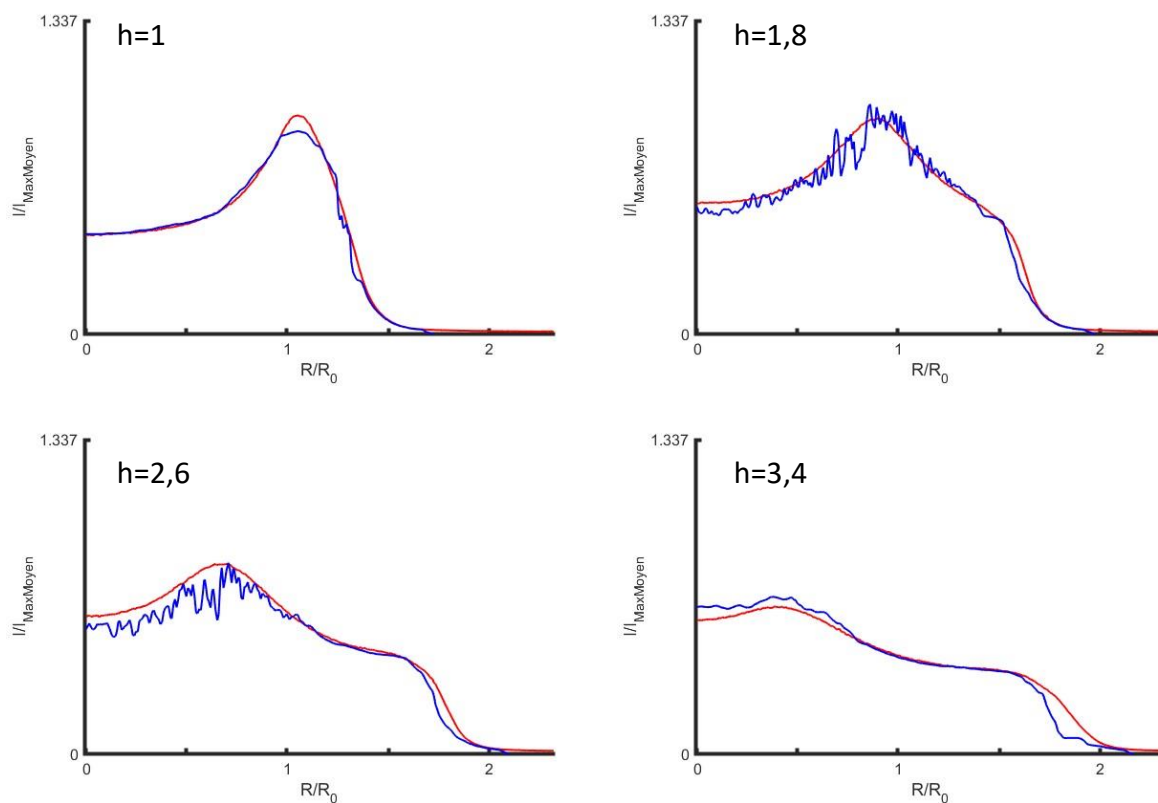 1.337
h=1
I/I_MaxMoyen
0
0 1 2
R/R_0
1.337
h=1,8
I/I_MaxMoyen
0
0 1 2
R/R_0
1.337
h=2,6
I/I_MaxMoyen
0
0 1 2
R/R_0
1.337
h=3,4
I/I_MaxMoyen
0
0 1 2
R/R_0